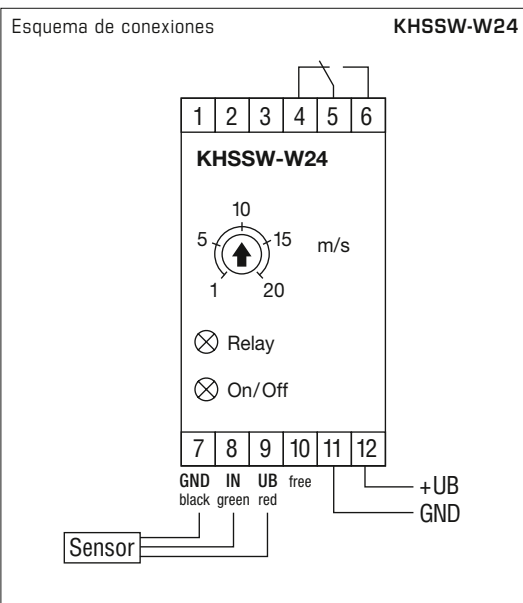 Esquema de conexiones KHSSW-W24
1 2 3 4 5 6
KHSSW-W24
10
5 15 m/s
1 20
Relay
On/Off
7 8 9 10 11 12
GND IN UB free
black green red
+UB
GND
Sensor